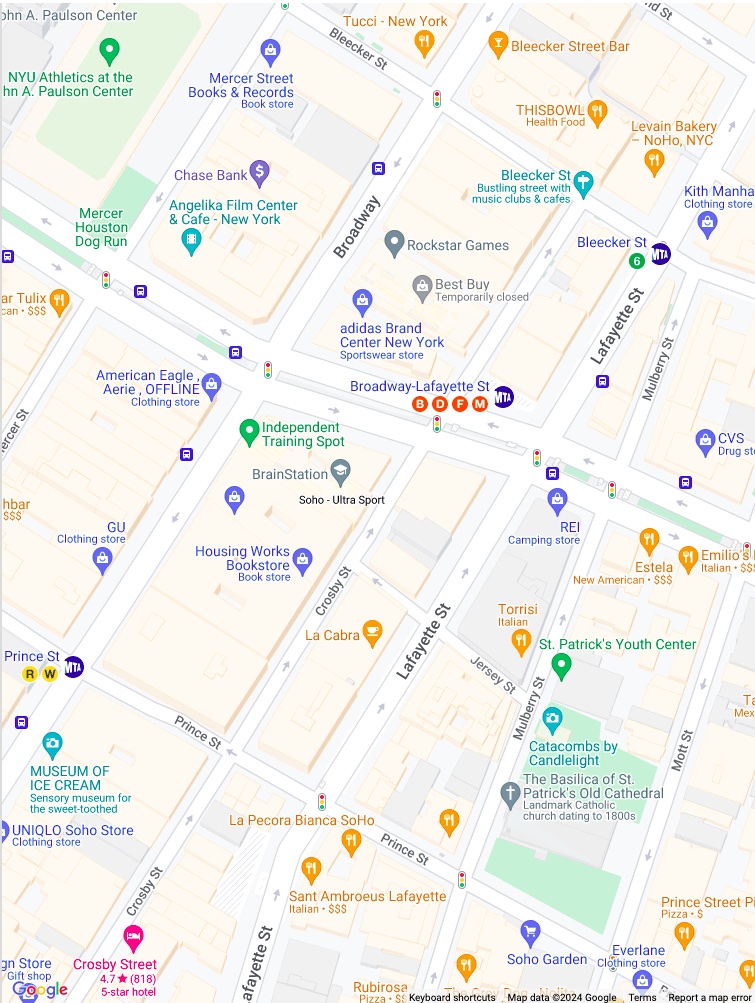 ohn A. Paulson Center
Tucci - New York
Bleecker St
Bleecker Street Bar
NYU Athletics at the
hn A. Paulson Center
Mercer Street
Books & Records
Book store
THISBOWL
Health Food
Levain Bakery
– NoHo, NYC
Chase Bank
$
Bleecker St
Bustling street with
music clubs & cafes
Kith Manha
Clothing store
Angelika Film Center
& Cafe - New York
Mercer
Houston
Dog Run
Broadway
Rockstar Games
Bleecker St
6
MTA
Best Buy
Temporarily closed
ar Tulix
can • $$$
adidas Brand
Center New York
Sportswear store
Lafayette St
Mulberry St
American Eagle ,
Aerie , OFFLINE
Clothing store
Broadway-Lafayette St
B D F M
MTA
ercer St
Independent
Training Spot
CVS
Drug sto
BrainStation
Soho - Ultra Sport
hbar
$$$
GU
Clothing store
REI
Camping store
Housing Works
Bookstore
Book store
Crosby St
Estela
New American • $$$
Emilio's
Italian • $$$
La Cabra
Lafayette St
Torrisi
Italian
St. Patrick's Youth Center
Prince St
R W
MTA
Jersey St
Mulberry St
Prince St
Mott St
Ta
Mex
Catacombs by
Candlelight
MUSEUM OF
ICE CREAM
Sensory museum for
the sweet-toothed
The Basilica of St.
Patrick's Old Cathedral
Landmark Catholic
church dating to 1800s
UNIQLO Soho Store
Clothing store
La Pecora Bianca SoHo
Prince St
Crosby St
Sant Ambroeus Lafayette
Italian • $$$
Prince Street Pi
Pizza • $
afayette St
Crosby Street
4.7★(818)
5-star hotel
Soho Garden
Everlane
Clothing store
gn Store
Gift shop
Google
Rubirosa
Pizza • $$
Keyboard shortcuts
Map data ©2024 Google
Terms
Report a map e